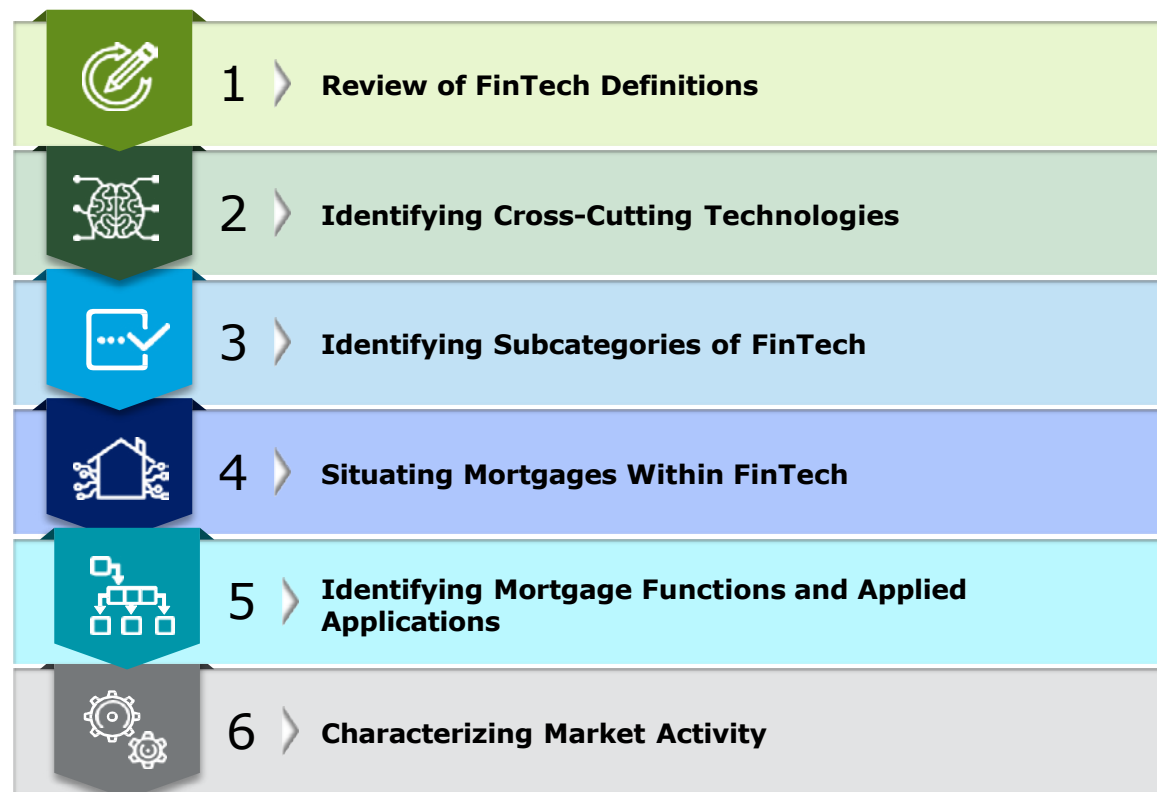 1 Review of FinTech Definitions
2 Identifying Cross-Cutting Technologies
3 Identifying Subcategories of FinTech
4 Situating Mortgages Within FinTech
5 Identifying Mortgage Functions and Applied
Applications
6 Characterizing Market Activity